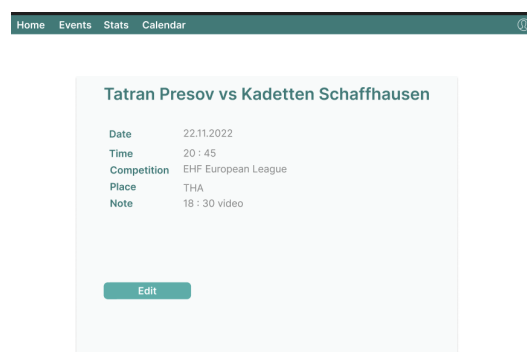 Home Events Stats Calendar
Tatran Presov vs Kadetten Schaffhausen
Date 22.11.2022
Time 20 : 45
Competition EHF European League
Place THA
Note 18 : 30 video
Edit